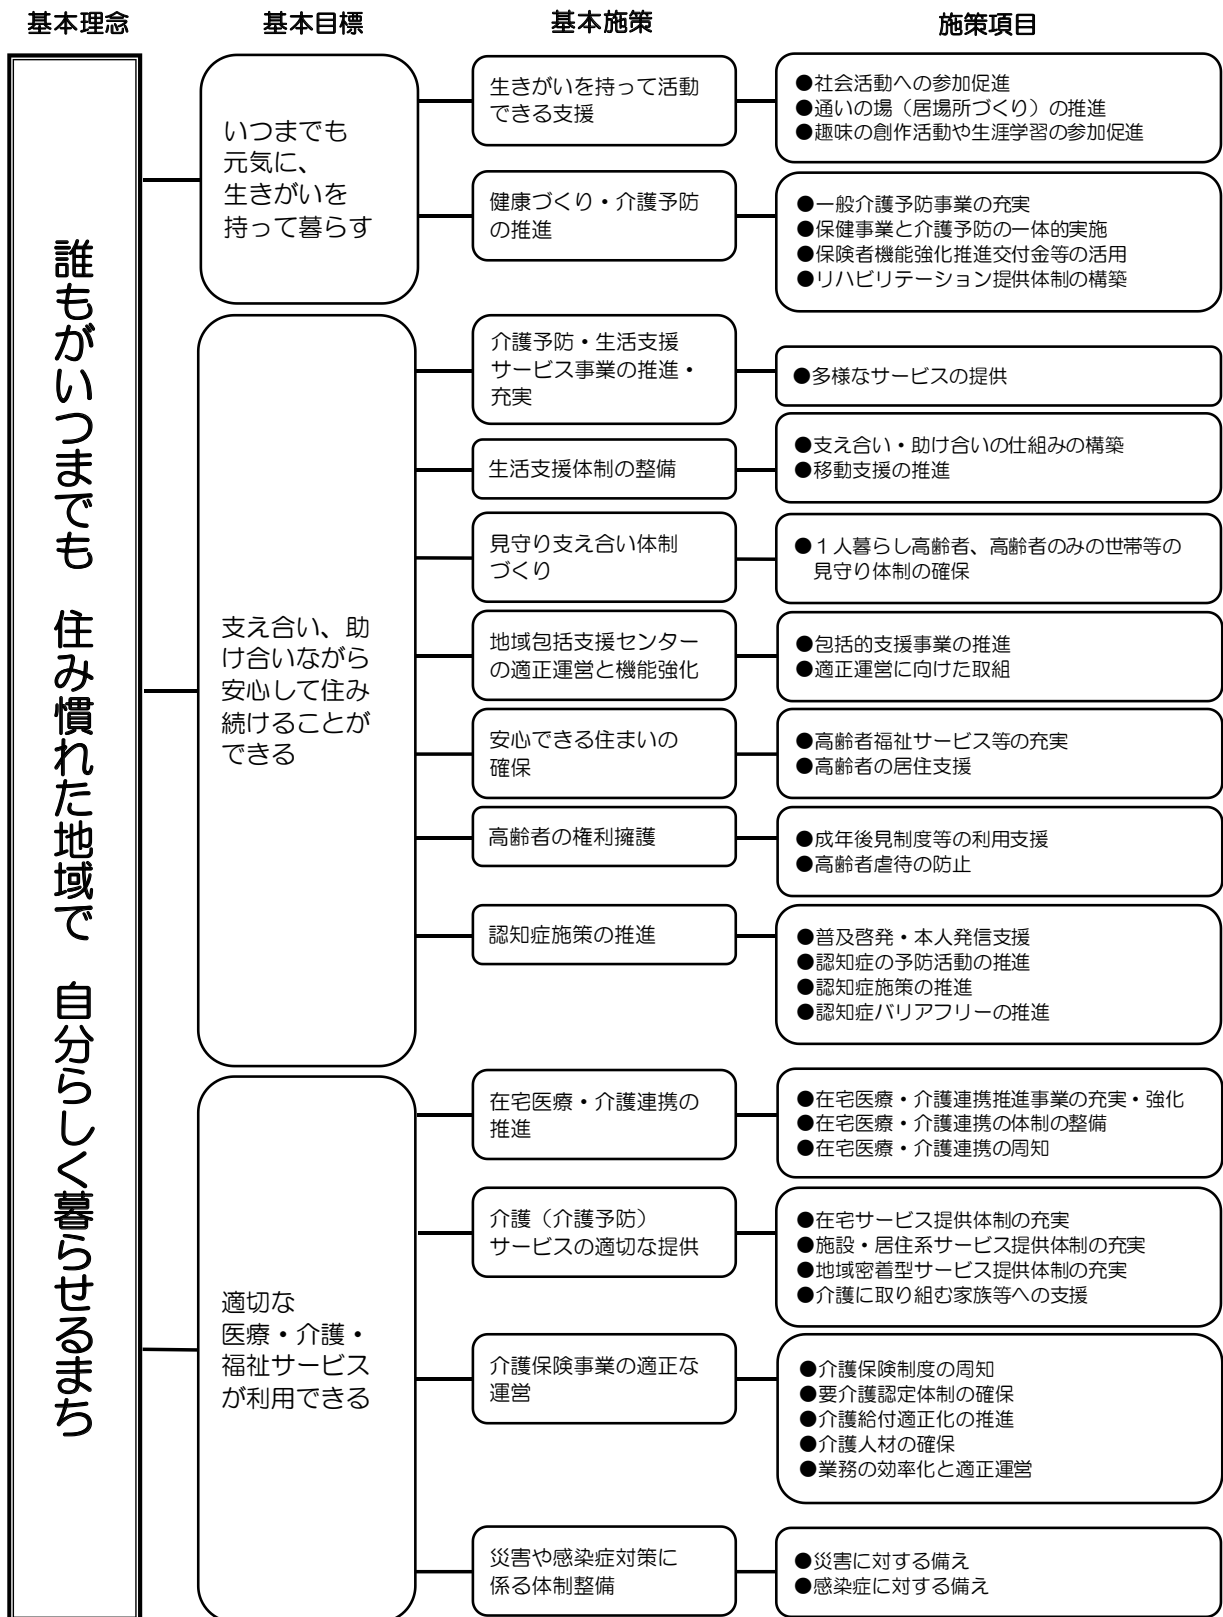 基本理念
基本目標
基本施策
施策項目
誰もがいつまでも　住み慣れた地域で　自分らしく暮らせるまち
いつまでも
元気に、
生きがいを
持って暮らす
生きがいを持って活動
できる支援
●社会活動への参加促進
●通いの場（居場所づくり）の推進
●趣味の創作活動や生涯学習の参加促進
健康づくり・介護予防
の推進
●一般介護予防事業の充実
●保健事業と介護予防の一体的実施
●保険者機能強化推進交付金等の活用
●リハビリテーション提供体制の構築
支え合い、助
け合いながら
安心して住み
続けることが
できる
介護予防・生活支援
サービス事業の推進・
充実
●多様なサービスの提供
生活支援体制の整備
●支え合い・助け合いの仕組みの構築
●移動支援の推進
見守り支え合い体制
づくり
●１人暮らし高齢者、高齢者のみの世帯等の
見守り体制の確保
地域包括支援センター
の適正運営と機能強化
●包括的支援事業の推進
●適正運営に向けた取組
安心できる住まいの
確保
●高齢者福祉サービス等の充実
●高齢者の居住支援
高齢者の権利擁護
●成年後見制度等の利用支援
●高齢者虐待の防止
認知症施策の推進
●普及啓発・本人発信支援
●認知症の予防活動の推進
●認知症施策の推進
●認知症バリアフリーの推進
適切な
医療・介護・
福祉サービス
が利用できる
在宅医療・介護連携の
推進
●在宅医療・介護連携推進事業の充実・強化
●在宅医療・介護連携の体制の整備
●在宅医療・介護連携の周知
介護（介護予防）
サービスの適切な提供
●在宅サービス提供体制の充実
●施設・居住系サービス提供体制の充実
●地域密着型サービス提供体制の充実
●介護に取り組む家族等への支援
介護保険事業の適正な
運営
●介護保険制度の周知
●要介護認定体制の確保
●介護給付適正化の推進
●介護人材の確保
●業務の効率化と適正運営
災害や感染症対策に
係る体制整備
●災害に対する備え
●感染症に対する備え